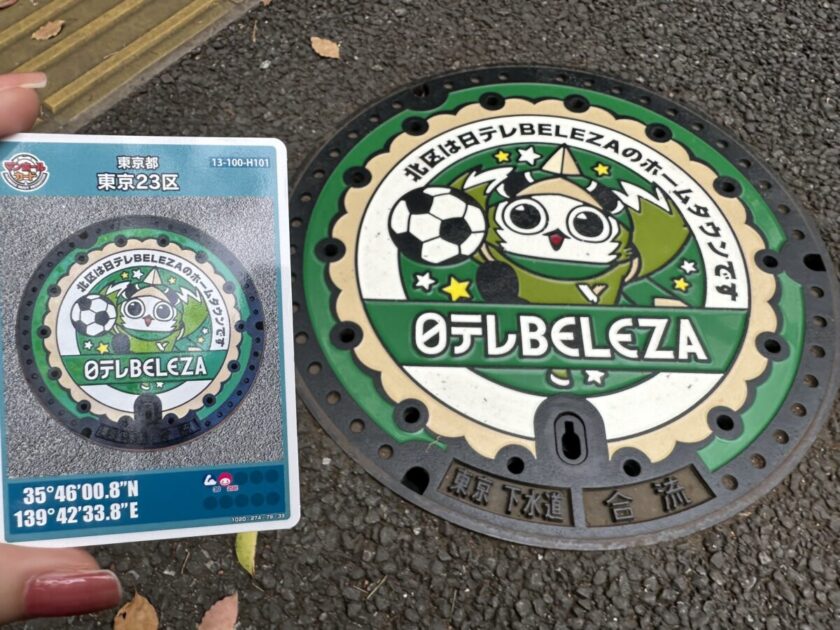 東京都
東京23区
13-100-H101
北区は日テレBELEZAのホームタウンです
日テレBELEZA
35°46'00.8"N
139°42'33.8"E
北区は日テレBELEZAのホームタウンです
日テレBELEZA
東京 下水道
合流